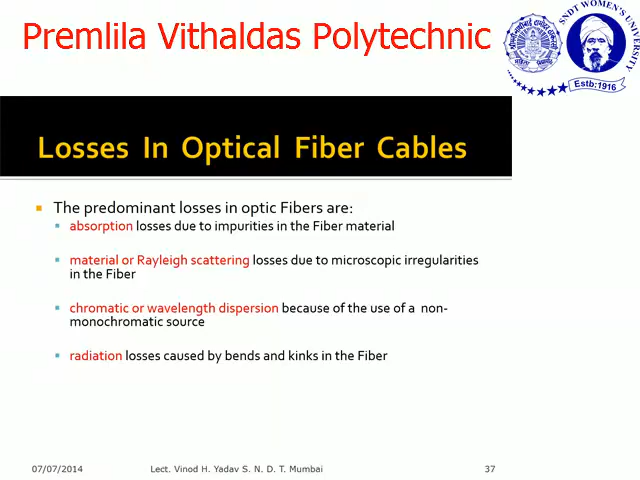 Premlila Vithaldas Polytechnic
SNDT WOMEN'S UNIVERSITY
Estb:1916
Losses In Optical Fiber Cables
The predominant losses in optic Fibers are:
absorption losses due to impurities in the Fiber material
material or Rayleigh scattering losses due to microscopic irregularities
in the Fiber
chromatic or wavelength dispersion because of the use of a non-
monochromatic source
radiation losses caused by bends and kinks in the Fiber
07/07/2014 Lect. Vinod H. Yadav S. N. D. T. Mumbai 37